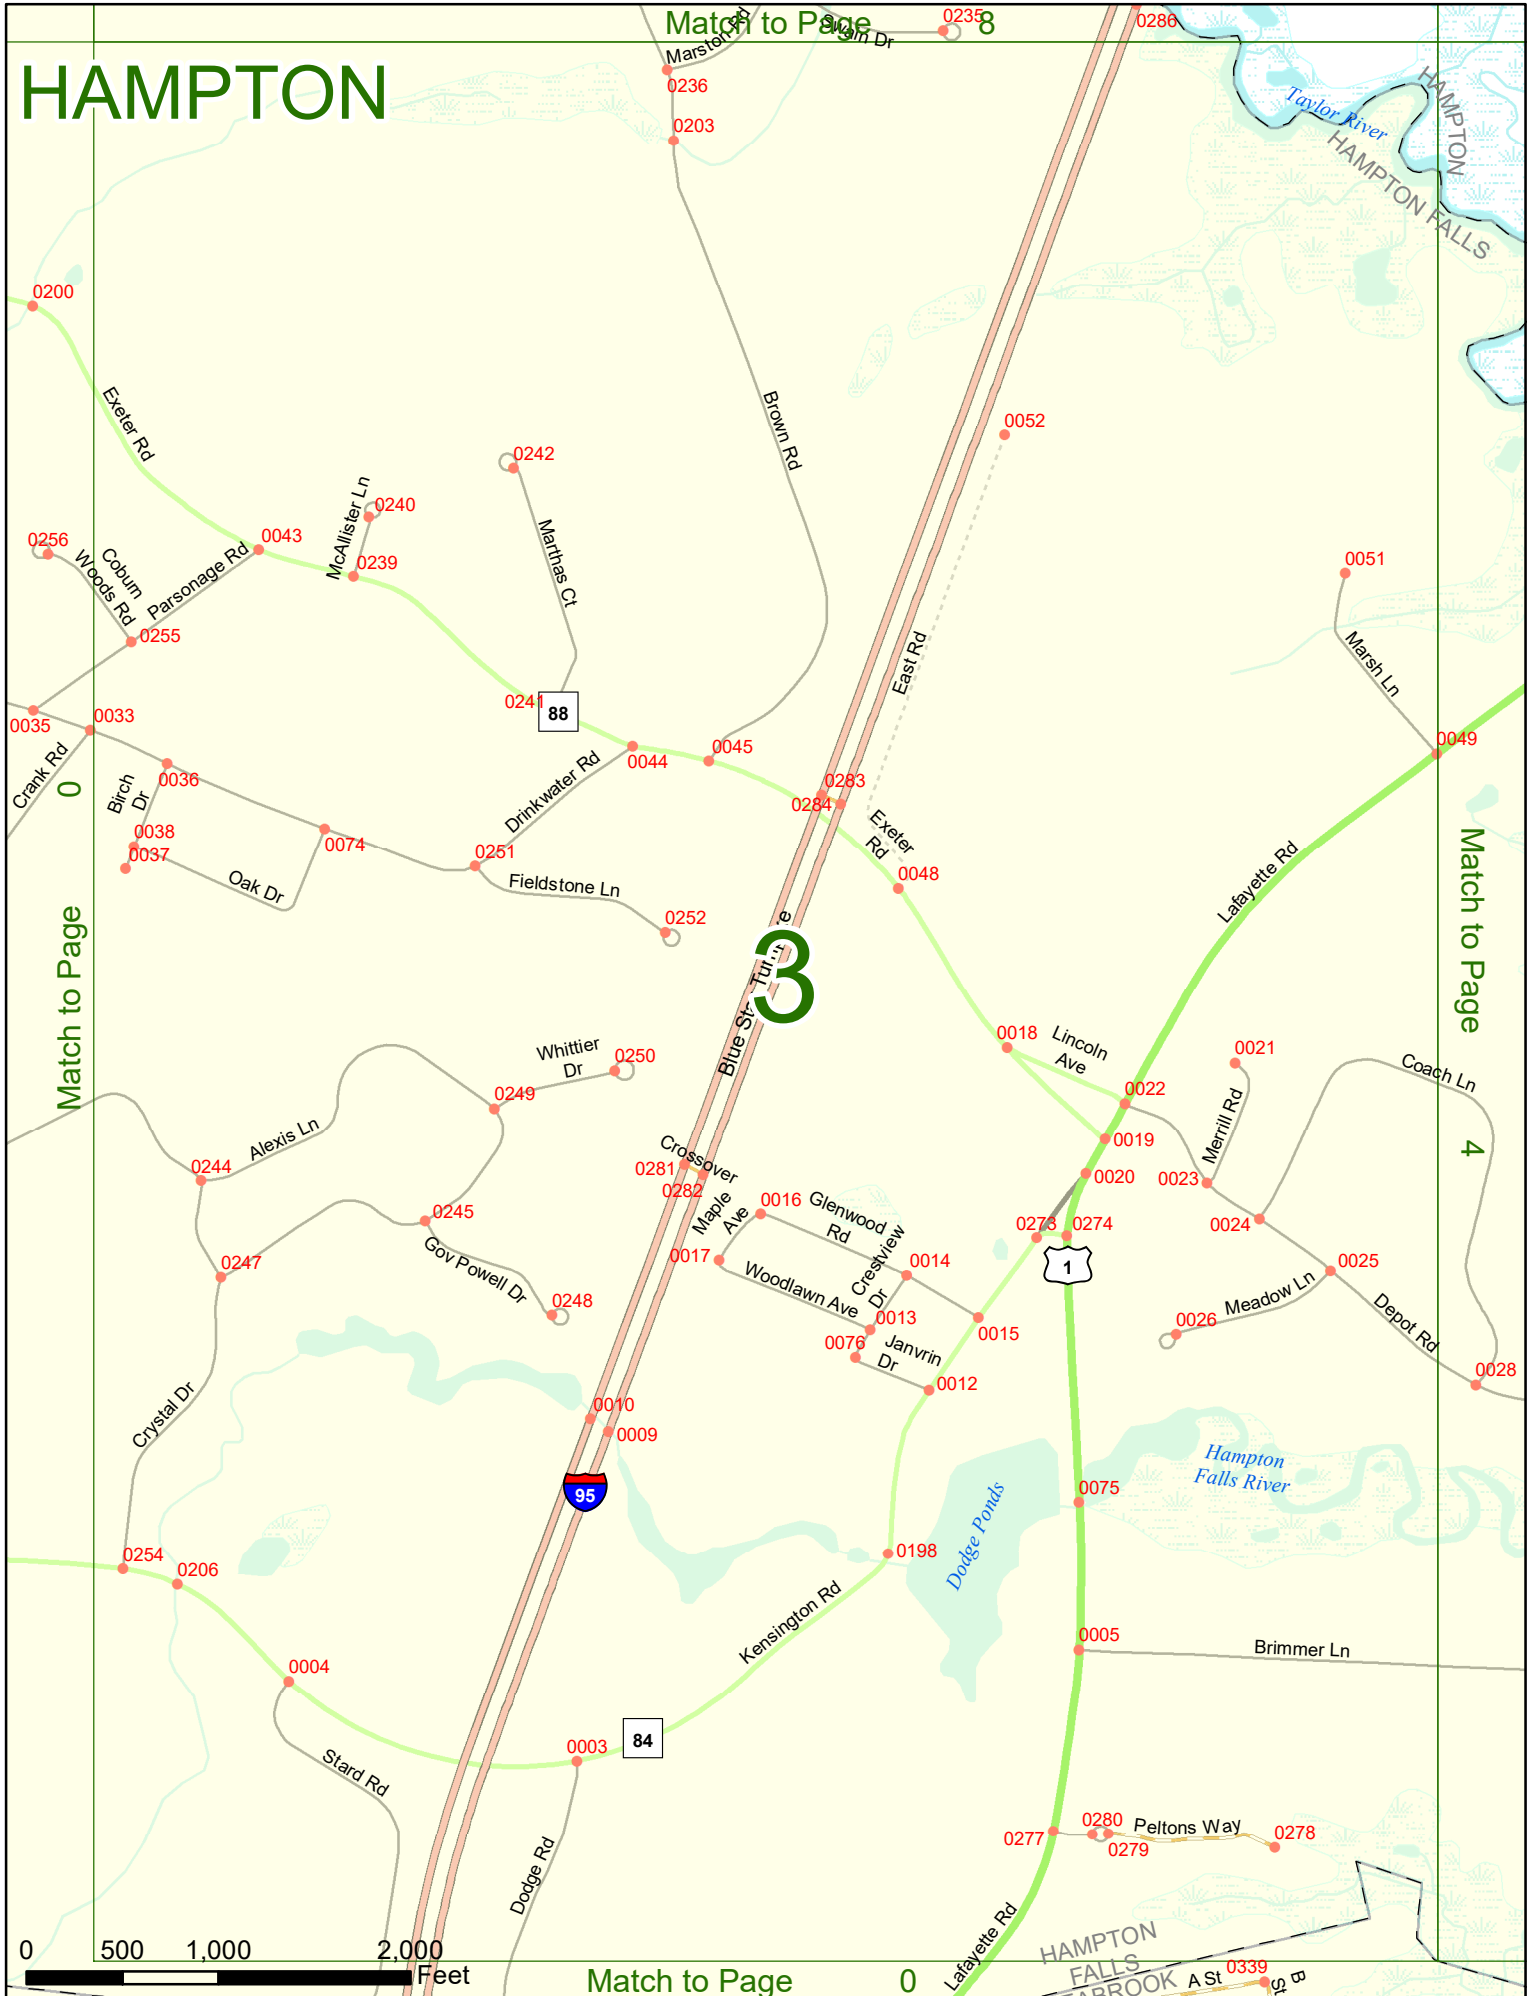 Match to Page 8
HAMPTON
Marston Rd
Swain Dr
0235
0286
0236
0203
Taylor River
HAMPTON
HAMPTON FALLS
0200
Exeter Rd
Brown Rd
0052
0242
McAllister Ln
0240
Marthas Ct
0256
Coburn
Woods Rd
Parsonage Rd
0043
0239
0255
0051
East Rd
Marsh Ln
0241
88
0035
0033
0044
0045
0049
Crank Rd
0
Birch
Dr
0036
Drinkwater Rd
0283
0284
Exeter
Rd
0038
0037
0074
0251
Oak Dr
Fieldstone Ln
0048
0252
Lafayette Rd
Match to Page
Match to Page
3
Blue Sta
Whittier
Dr
0250
0018
Lincoln
Ave
0021
Coach Ln
0249
0022
Alexis Ln
Merrill Rd
0019
4
0244
Crossover
0281
0282
0020
0023
Maple
Ave
0016
Glenwood
Rd
0245
0273
0274
0024
0017
Crestview
Dr
0014
1
0025
0247
Gov Powell Dr
Woodlawn Ave
Meadow Ln
0248
0013
0015
0026
Depot Rd
0076
Janvrin
Dr
0012
0028
Crystal Dr
0010
0009
Hampton
Falls River
95
0075
Dodge Ponds
0254
0206
0198
Kensington Rd
0005
Brimmer Ln
0004
84
0003
Stard Rd
0280
Peltons Way
0278
0277
0279
Dodge Rd
Lafayette Rd
HAMPTON
FALLS
0 500 1,000 2,000
Feet
Match to Page 0
A St
0339
B
St